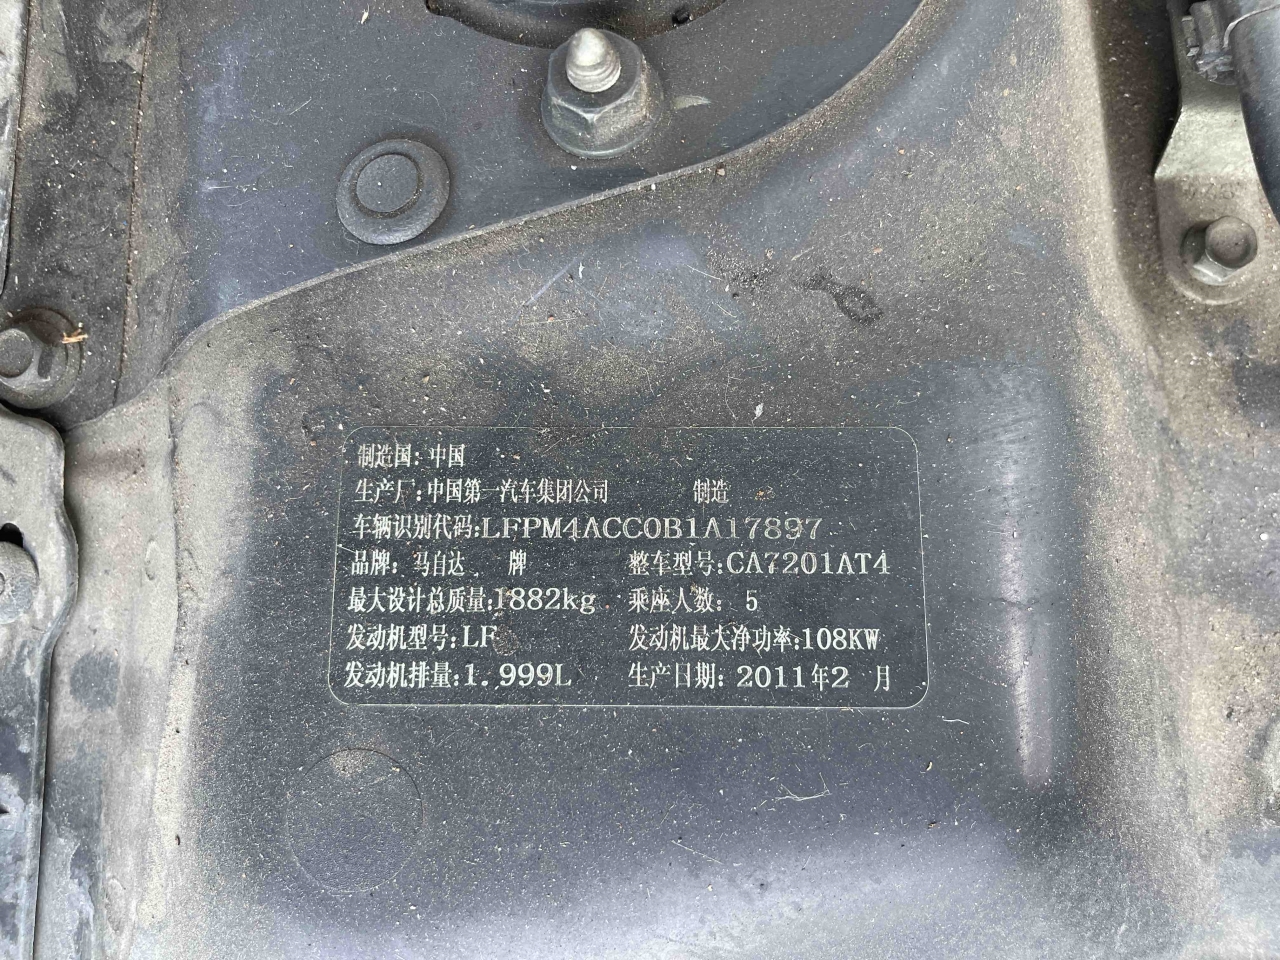 制造国: 中国
生产厂: 中国第一汽车集团公司 制造
车辆识别代码:LFPM4ACC0B1A17897
品牌: 马自达 牌 整车型号:CA7201AT4
最大设计总质量:1882kg 乘座人数: 5
发动机型号:LF 发动机最大净功率:108KW
发动机排量:1.999L 生产日期: 2011年2 月